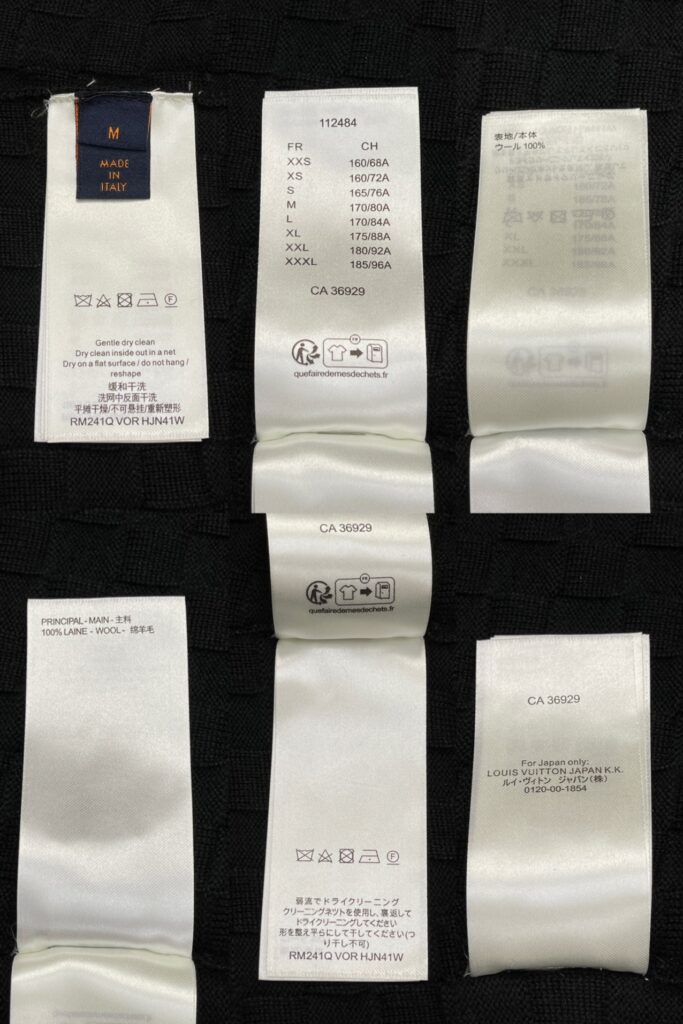 M
MADE
IN
ITALY
Gentle dry clean
Dry clean inside out in a net
Dry on a flat surface / do not hang /
reshape
缓和干洗
洗网中反面干洗
平摊干燥/不可悬挂/重新塑形
RM241Q VOR HJN41W
112484
FR CH
XXS 160/68A
XS 160/72A
S 165/76A
M 170/80A
L 170/84A
XL 175/88A
XXL 180/92A
XXXL 185/96A
CA 36929
FR
quefairedemesdechets.fr
表地/本体
ウール 100%
PRINCIPAL - MAIN - 主料
100% LAINE - WOOL - 绵羊毛
CA 36929
FR
quefairedemesdechets.fr
F
弱流でドライクリーニング
クリーニングネットを使用し、裏返して
ドライクリーニングしてください
形を整え平らにして干してください(つ
り干し不可)
RM241Q VOR HJN41W
CA 36929
For Japan only:
LOUIS VUITTON JAPAN K.K.
ルイ・ヴィトン ジャパン(株)
0120-00-1854